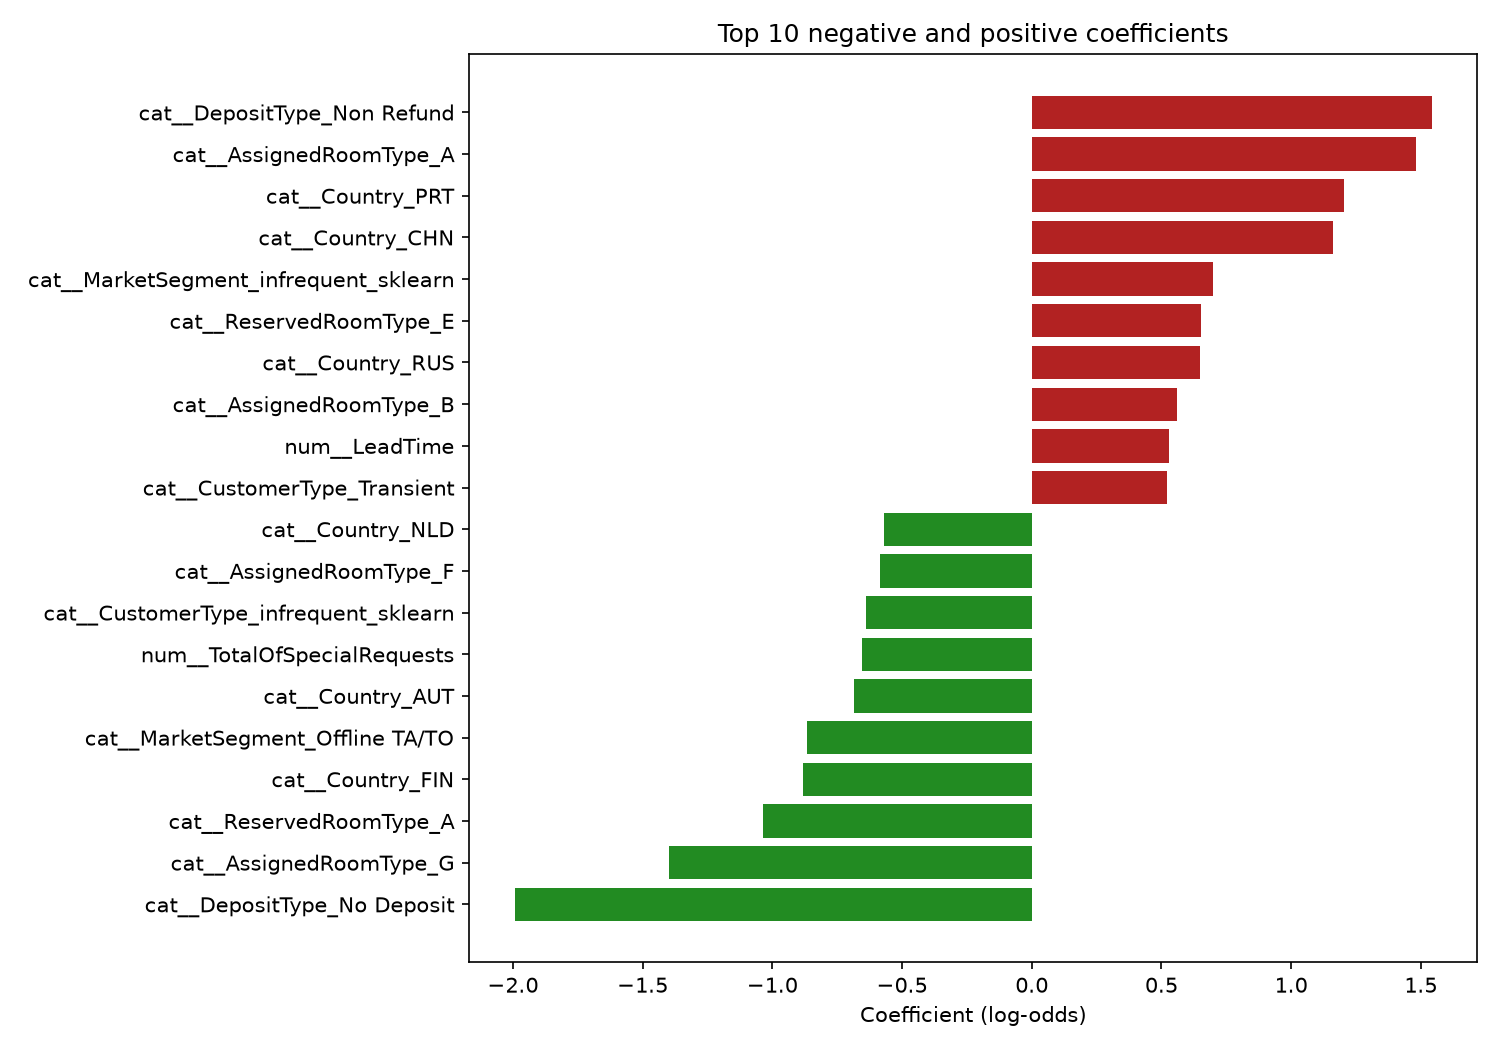 Top 10 negative and positive coefficients
cat__DepositType_Non Refund
cat__AssignedRoomType_A
cat__Country_PRT
cat__Country_CHN
cat__MarketSegment_infrequent_sklearn
cat__ReservedRoomType_E
cat__Country_RUS
cat__AssignedRoomType_B
num__LeadTime
cat__CustomerType_Transient
cat__Country_NLD
cat__AssignedRoomType_F
cat__CustomerType_infrequent_sklearn
num__TotalOfSpecialRequests
cat__Country_AUT
cat__MarketSegment_Offline TA/TO
cat__Country_FIN
cat__ReservedRoomType_A
cat__AssignedRoomType_G
cat__DepositType_No Deposit
−2.0 −1.5 −1.0 −0.5 0.0 0.5 1.0 1.5
Coefficient (log-odds)